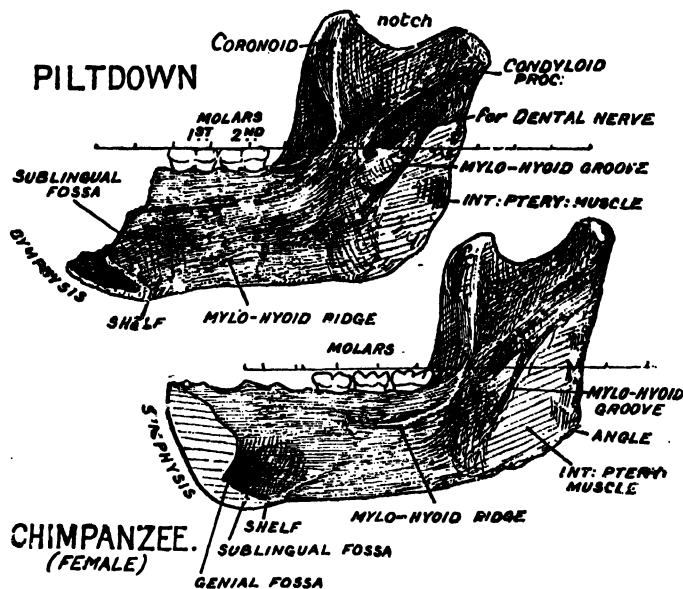 notch
CORONOID
PILTDOWN
CONDYLOID
PROC:
MOLARS
1ST 2ND
for DENTAL NERVE
SUBLINGUAL
FOSSA
MYLO-HYOID GROOVE
INT: PTERY: MUSCLE
SYMPHYSIS
SHELF
MYLO-HYOID RIDGE
MOLARS
MYLO-HYOID
GROOVE
SYMPHYSIS
ANGLE
INT: PTERY:
MUSCLE
SHELF
MYLO-HYOID RIDGE
CHIMPANZEE.
SUBLINGUAL FOSSA
(FEMALE)
GENIAL FOSSA